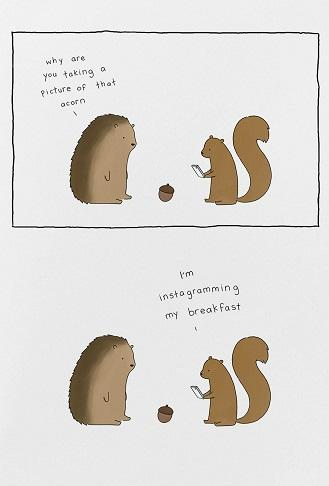 why are
you taking a
picture of that
acorn
I'm
instagramming
my breakfast